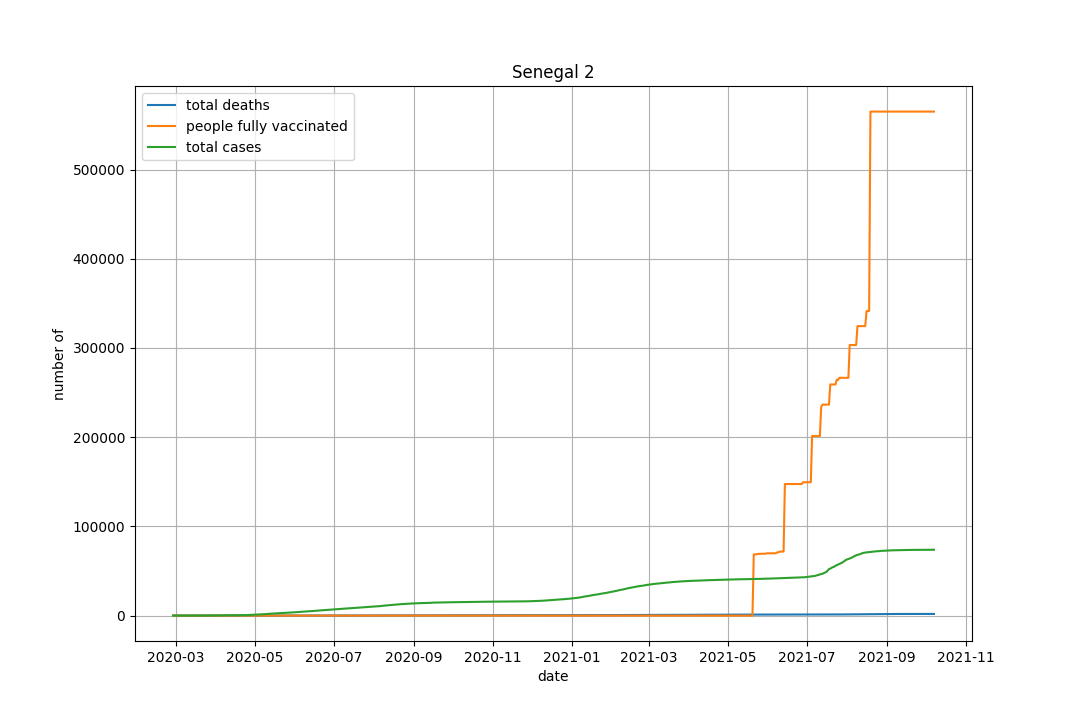 Senegal 2
total deaths
people fully vaccinated
total cases
500000
400000
300000
200000
100000
0
number of
2020-03 2020-05 2020-07 2020-09 2020-11 2021-01 2021-03 2021-05 2021-07 2021-09 2021-11
date